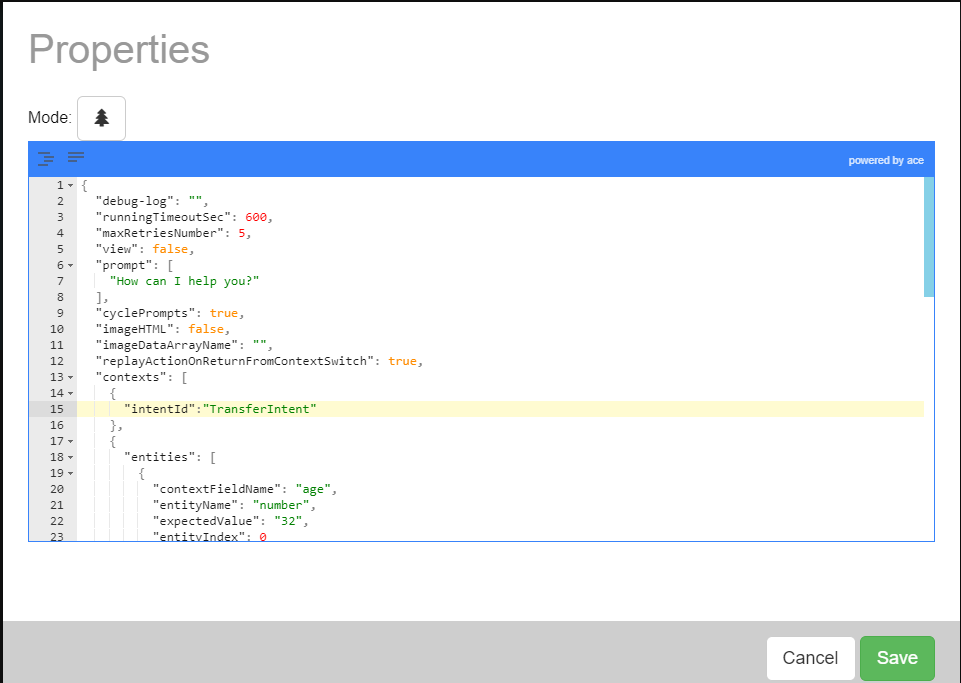 Properties
Mode:
powered by ace
1 {
2 "debug-log": "",
3 "runningTimeoutSec": 600,
4 "maxRetriesNumber": 5,
5 "view": false,
6 "prompt": [
7 "How can I help you?"
8 ],
9 "cyclePrompts": true,
10 "imageHTML": false,
11 "imageDataArrayName": "",
12 "replayActionOnReturnFromContextSwitch": true,
13 "contexts": [
14 {
15 "intentId":"TransferIntent"
16 },
17 {
18 "entities": [
19 {
20 "contextFieldName": "age",
21 "entityName": "number",
22 "expectedValue": "32",
23 "entityIndex": 0
Cancel Save